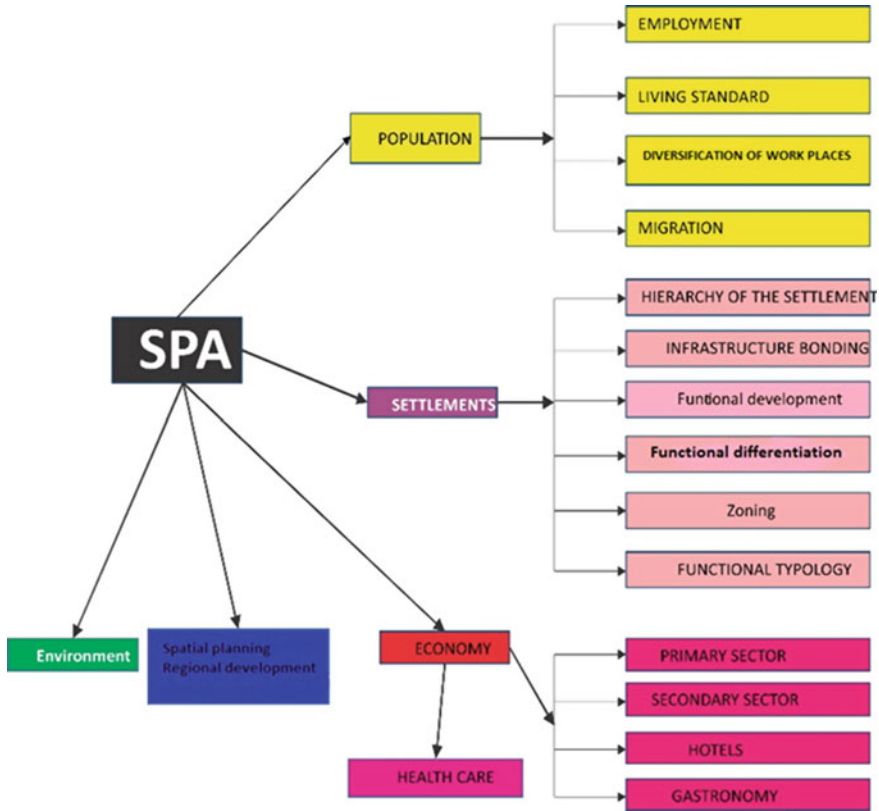 SPA
POPULATION
EMPLOYMENT
LIVING STANDARD
DIVERSIFICATION OF WORK PLACES
MIGRATION
SETTLEMENTS
HIERARCHY OF THE SETTLEMENT
INFRASTRUCTURE BONDING
Funtional development
Functional differentiation
Zoning
FUNCTIONAL TYPOLOGY
Environment
Spatial planning
Regional development
ECONOMY
HEALTH CARE
PRIMARY SECTOR
SECONDARY SECTOR
HOTELS
GASTRONOMY